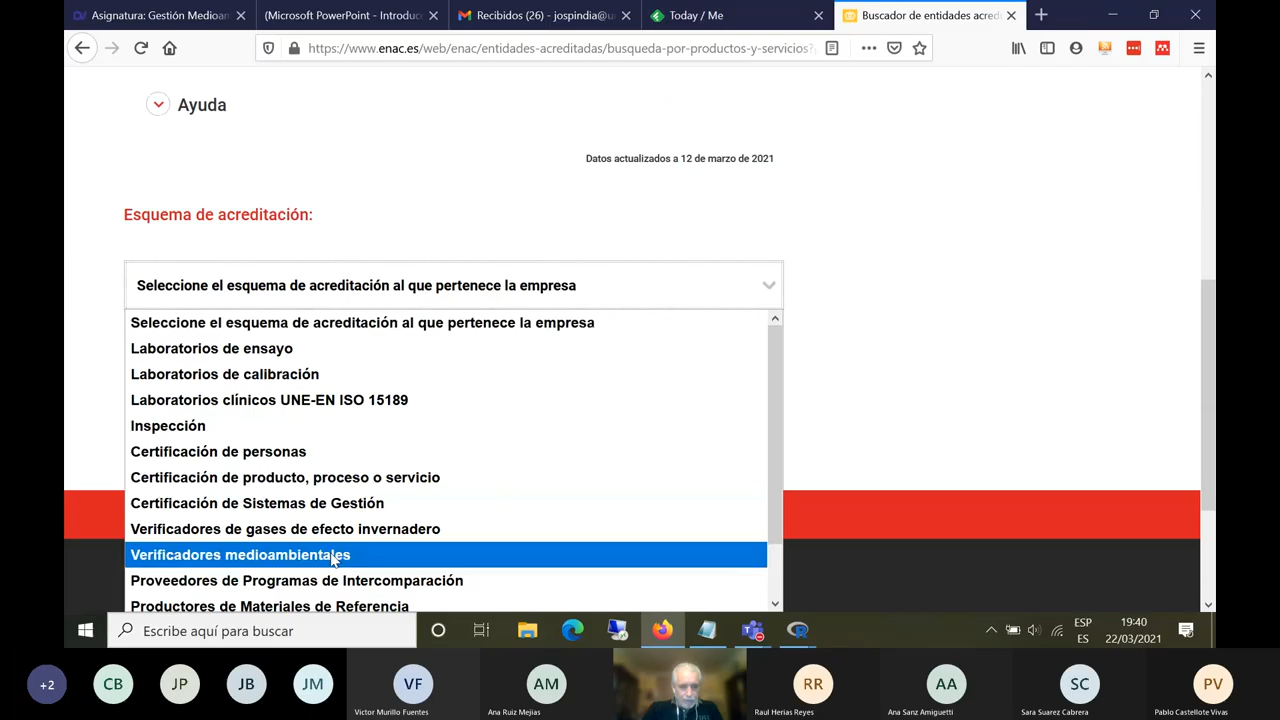 Asignatura: Gestión Medioam
(Microsoft PowerPoint - Introduc
Recibidos (26) - jospindia@u
Today / Me
Buscador de entidades acred
https://www.enac.es/web/enac/entidades-acreditadas/busqueda-por-productos-y-servicios?
Ayuda
Datos actualizados a 12 de marzo de 2021
Esquema de acreditación:
Seleccione el esquema de acreditación al que pertenece la empresa
Seleccione el esquema de acreditación al que pertenece la empresa
Laboratorios de ensayo
Laboratorios de calibración
Laboratorios clínicos UNE-EN ISO 15189
Inspección
Certificación de personas
Certificación de producto, proceso o servicio
Certificación de Sistemas de Gestión
Verificadores de gases de efecto invernadero
Verificadores medioambientales
Proveedores de Programas de Intercomparación
Productores de Materiales de Referencia
Escribe aquí para buscar
ESP
ES
19:40
22/03/2021
+2
CB
JP
JB
JM
VF
AM
RR
AA
SC
PV
Victor Murillo Fuentes
Ana Ruiz Mejias
Raul Herias Reyes
Ana Sanz Amiguetti
Sara Suarez Cabrera
Pablo Castellote Vivas